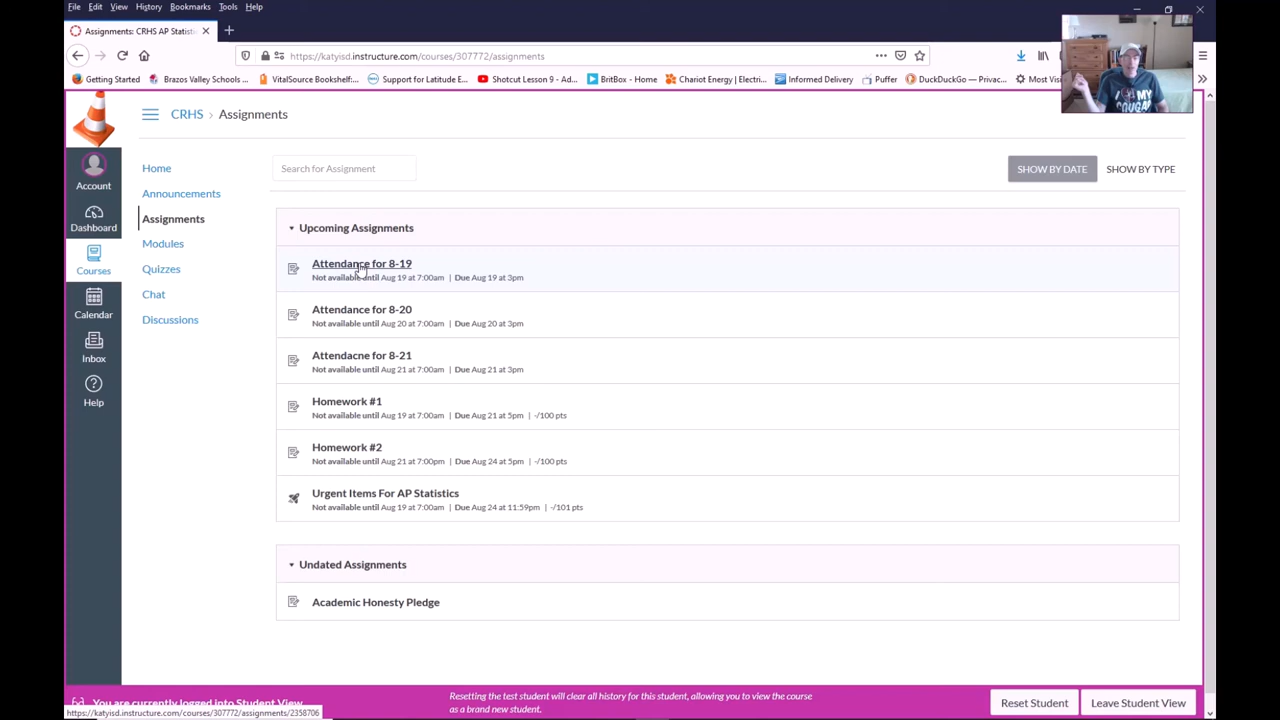 File Edit View History Bookmarks Tools Help
Assignments: CRHS AP Statisti
https://katyisd.instructure.com/courses/307772/assignments
Getting Started Brazos Valley Schools ... VitalSource Bookshelf:... Support for Latitude E... Shotcut Lesson 9 - Ad... BritBox - Home Chariot Energy | Electri... Informed Delivery Puffer DuckDuckGo — Privac... Most Visi
I MY
COUGA
CRHS › Assignments
Account
Dashboard
Courses
Calendar
Inbox
Help
Home
Announcements
Assignments
Modules
Quizzes
Chat
Discussions
Search for Assignment
SHOW BY DATE SHOW BY TYPE
Upcoming Assignments
Attendance for 8-19
Not available until Aug 19 at 7:00am | Due Aug 19 at 3pm
Attendance for 8-20
Not available until Aug 20 at 7:00am | Due Aug 20 at 3pm
Attendacne for 8-21
Not available until Aug 21 at 7:00am | Due Aug 21 at 3pm
Homework #1
Not available until Aug 19 at 7:00am | Due Aug 21 at 5pm | -/100 pts
Homework #2
Not available until Aug 21 at 7:00pm | Due Aug 24 at 5pm | -/100 pts
Urgent Items For AP Statistics
Not available until Aug 19 at 7:00am | Due Aug 24 at 11:59pm | -/101 pts
Undated Assignments
Academic Honesty Pledge
You are currently logged into Student View
Resetting the test student will clear all history for this student, allowing you to view the course
as a brand new student.
Reset Student Leave Student View
https://katyisd.instructure.com/courses/307772/assignments/2358706